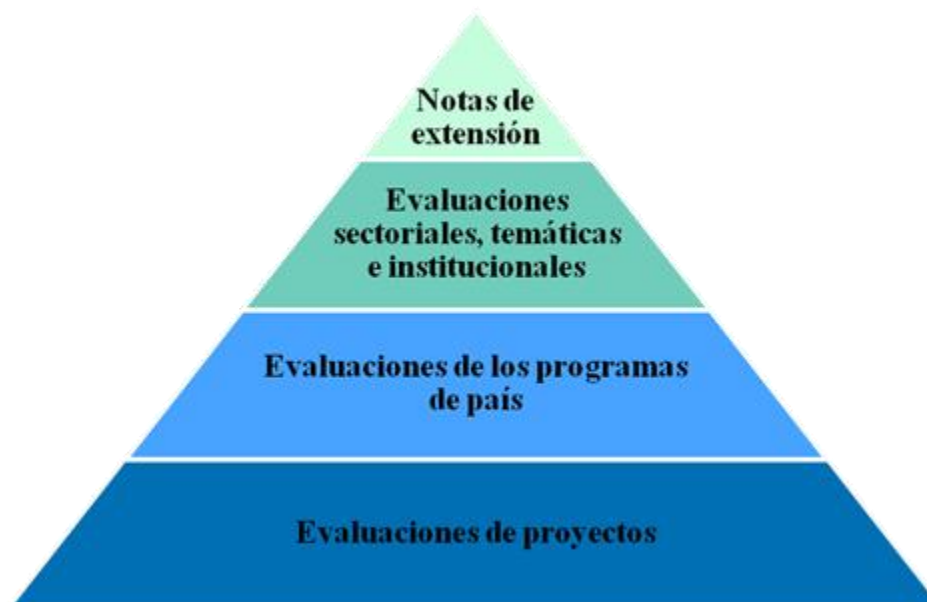 Notas de
extensión
Evaluaciones
sectoriales, temáticas
e institucionales
Evaluaciones de los programas
de país
Evaluaciones de proyectos